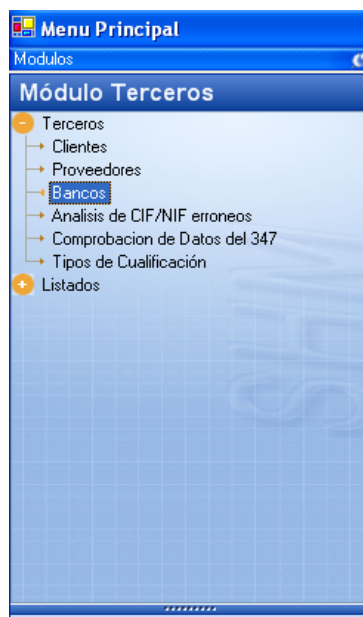 Menu Principal
Modulos
Módulo Terceros
Terceros
Clientes
Proveedores
Bancos
Analisis de CIF/NIF erroneos
Comprobacion de Datos del 347
Tipos de Cualificación
Listados